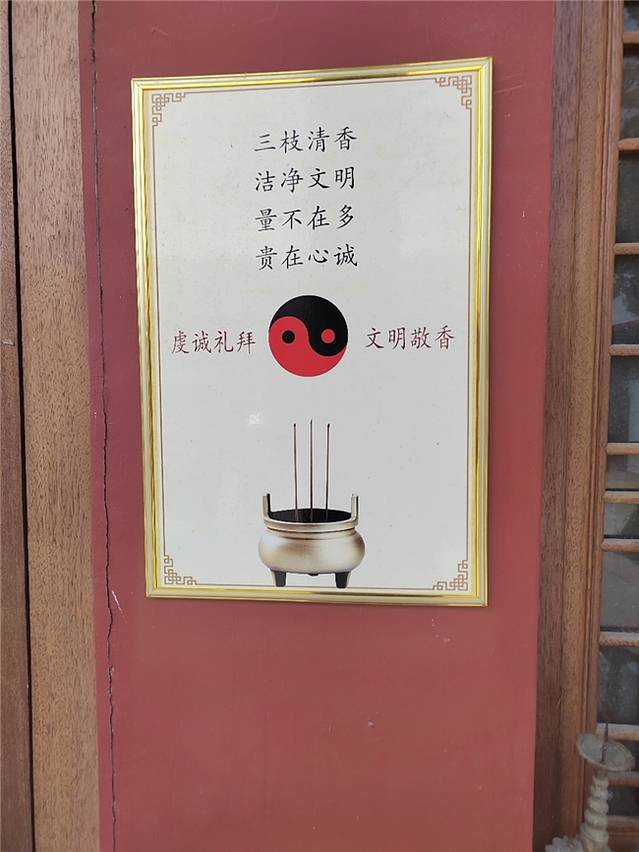 三枝清香
洁净文明
量不在多
贵在心诚
虔诚礼拜 文明敬香